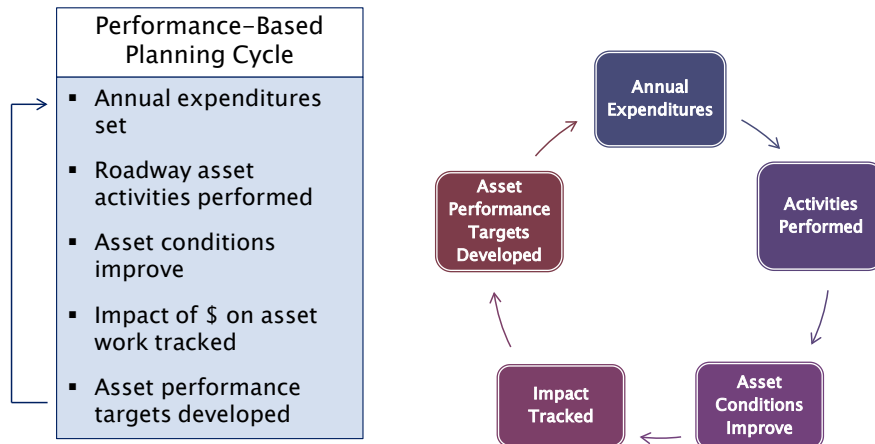 Performance-Based
Planning Cycle
▪ Annual expenditures
set
▪ Roadway asset
activities performed
▪ Asset conditions
improve
▪ Impact of $ on asset
work tracked
▪ Asset performance
targets developed
Annual
Expenditures
Activities
Performed
Asset
Conditions
Improve
Impact
Tracked
Asset
Performance
Targets
Developed